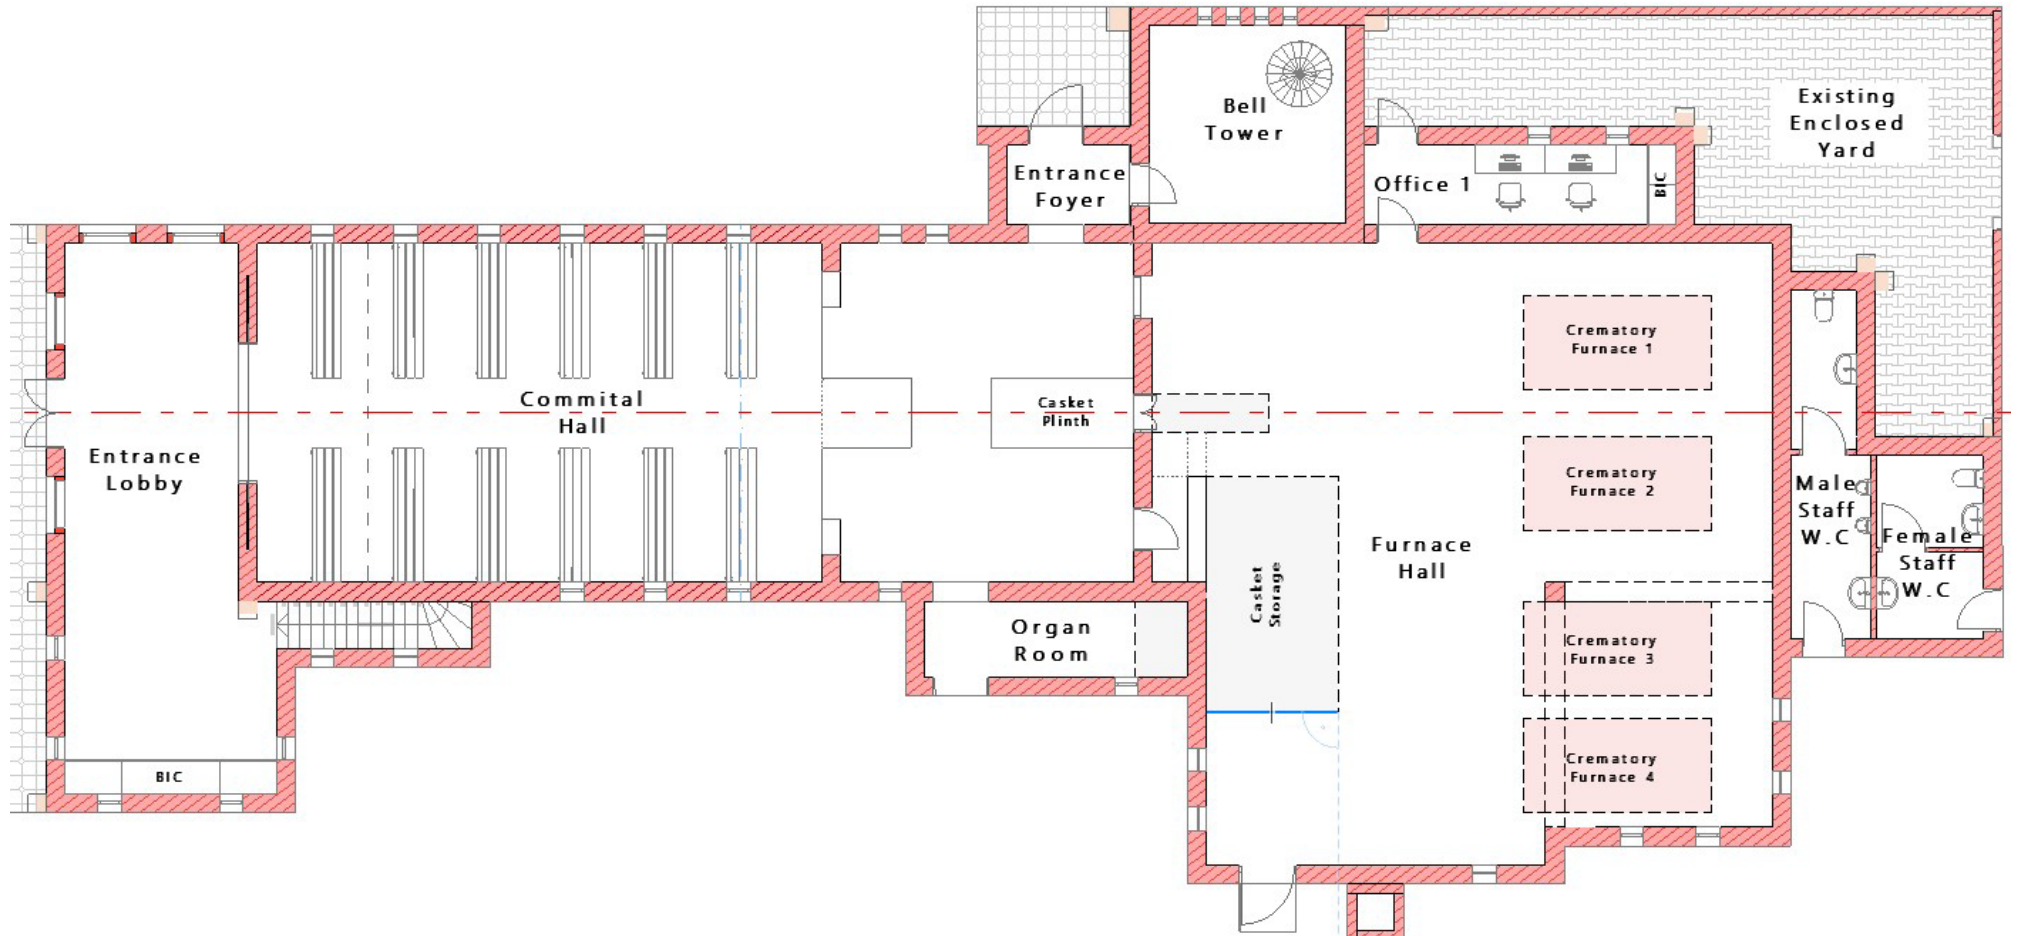 Bell
Tower
Existing
Enclosed
Yard
Entrance
Foyer
Office 1
BIC
Crematory
Furnace 1
Commital
Hall
Casket
Plinth
Entrance
Lobby
Crematory
Furnace 2
Male
Staff
W.C
Female
Staff
W.C
Furnace
Hall
Casket
Storage
Organ
Room
Crematory
Furnace 3
BIC
Crematory
Furnace 4